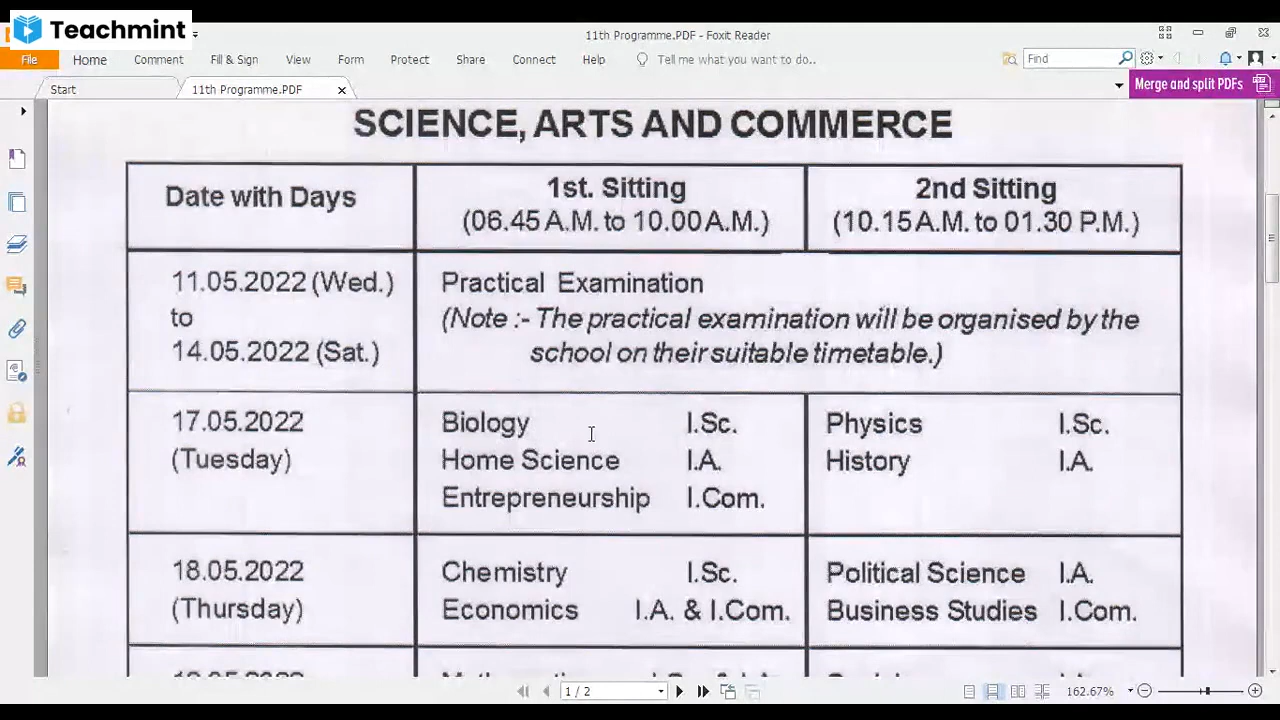 Teachmint
11th Programme.PDF - Foxit Reader
File Home Comment Fill & Sign View Form Protect Share Connect Help Tell me what you want to do.. Find
Start 11th Programme.PDF
Merge and split PDFs
SCIENCE, ARTS AND COMMERCE
Date with Days 1st. Sitting 2nd Sitting
(06.45 A.M. to 10.00 A.M.) (10.15 A.M. to 01.30 P.M.)
11.05.2022 (Wed.) Practical Examination
to (Note :- The practical examination will be organised by the
14.05.2022 (Sat.) school on their suitable timetable.)
17.05.2022 Biology I.Sc. Physics I.Sc.
(Tuesday) Home Science I.A. History I.A.
Entrepreneurship I.Com.
18.05.2022 Chemistry I.Sc. Political Science I.A.
(Thursday) Economics I.A. & I.Com. Business Studies I.Com.
1 / 2 162.67%